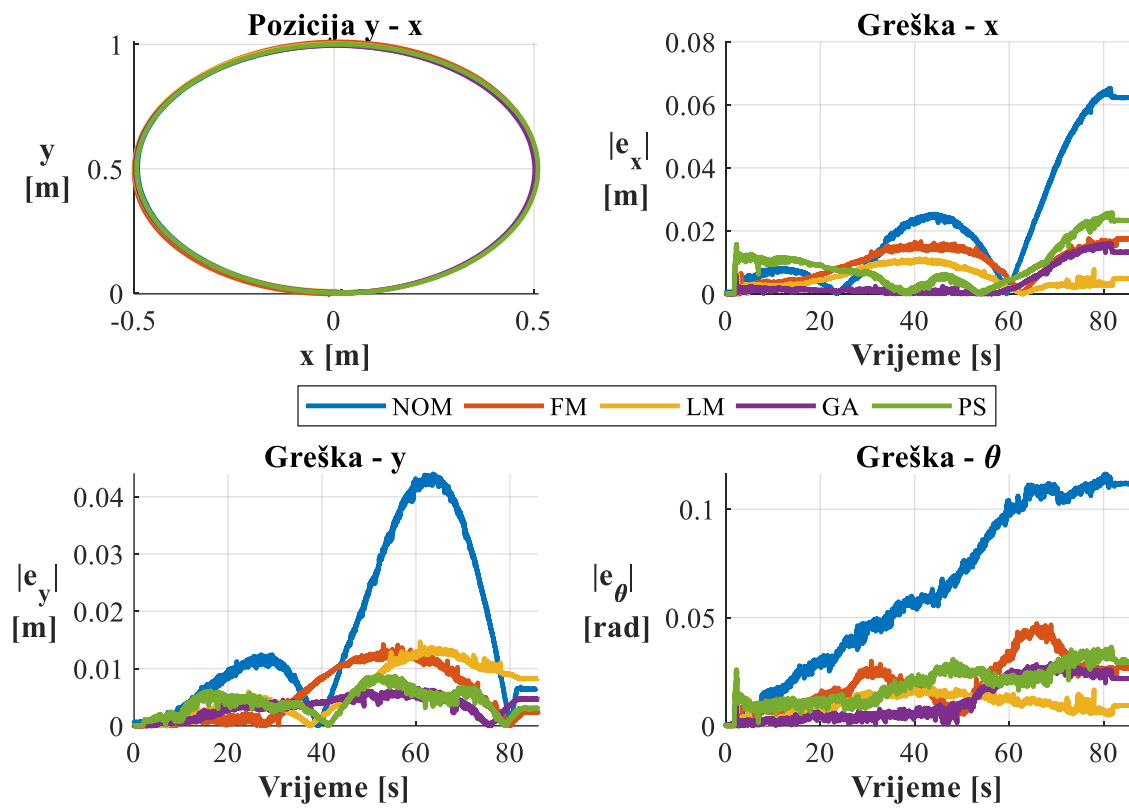 Pozicija y - x
1
0.5
0
y
[m]
-0.5
0
0.5
x [m]
Greška - x
0.08
0.06
0.04
0.02
0
|e_x|
[m]
0
20
40
60
80
Vrijeme [s]
NOM
FM
LM
GA
PS
Greška - y
0.04
0.03
0.02
0.01
0
|e_y|
[m]
0
20
40
60
80
Vrijeme [s]
Greška - θ
0.1
0.05
0
|e_θ|
[rad]
0
20
40
60
80
Vrijeme [s]